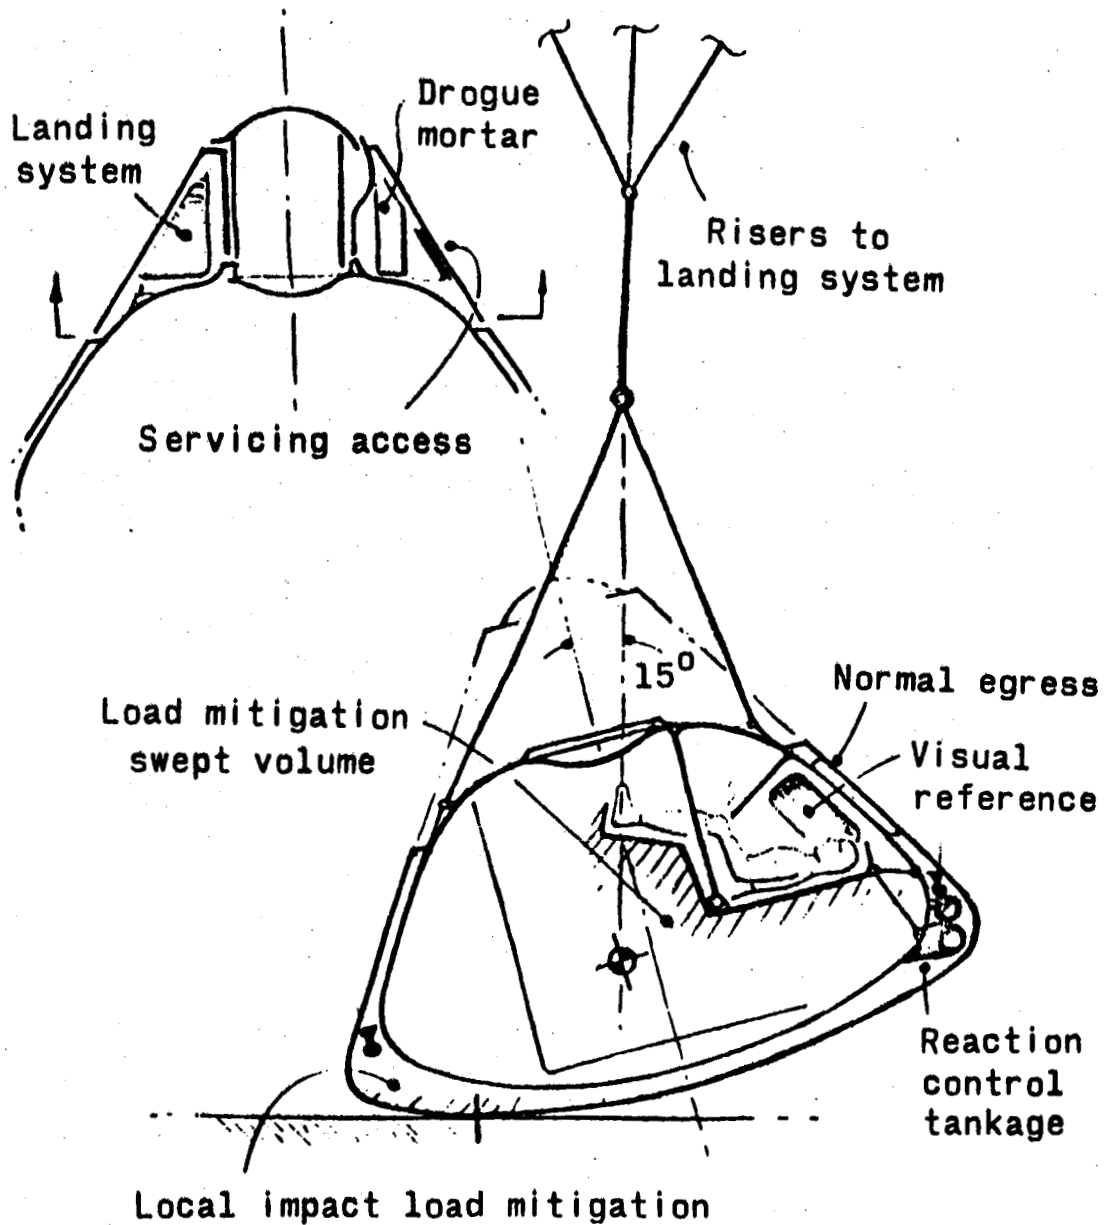 Landing
system
Drogue
mortar
Risers to
landing system
Servicing access
15°
Load mitigation
swept volume
Normal egress
Visual
reference
Reaction
control
tankage
Local impact load mitigation